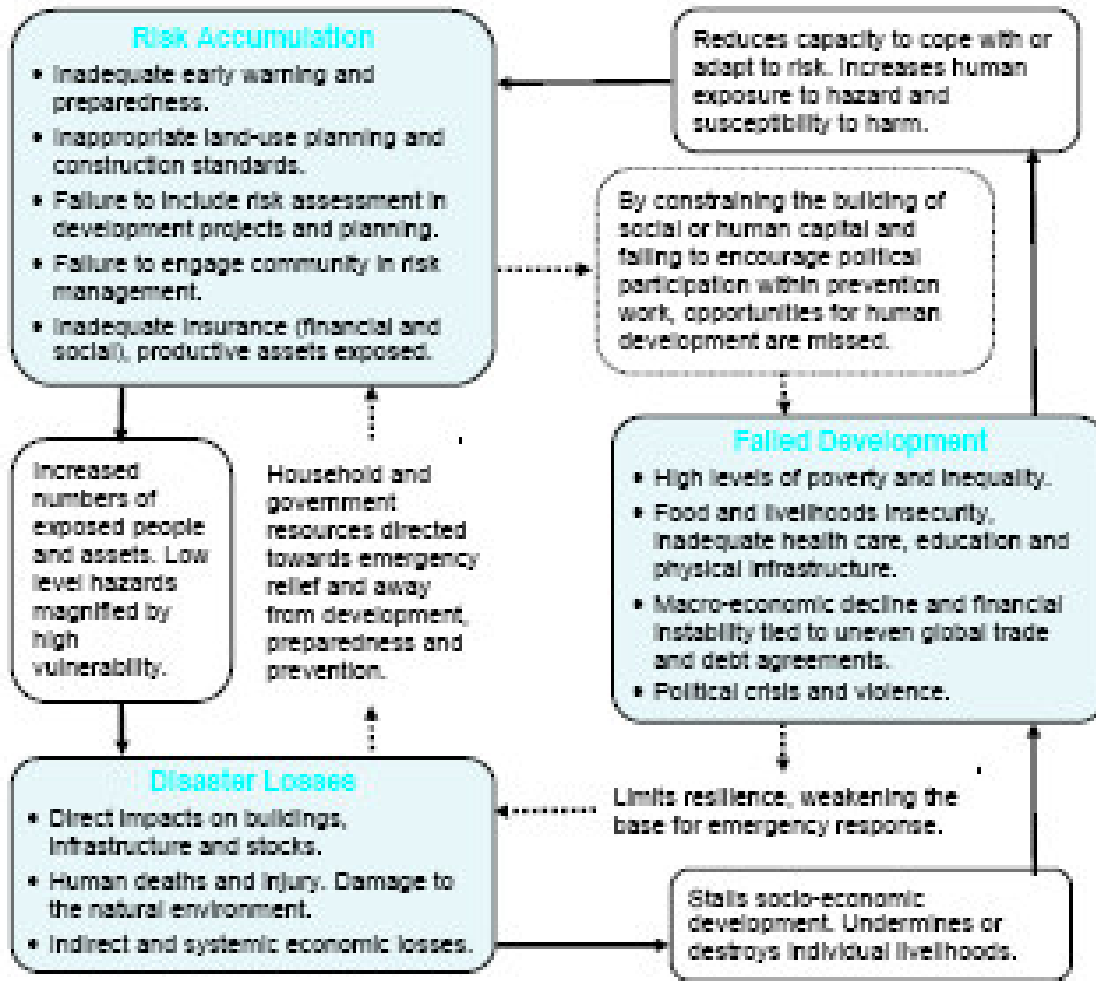 Risk Accumulation
• Inadequate early warning and
preparedness.
• Inappropriate land-use planning and
construction standards.
• Failure to include risk assessment in
development projects and planning.
• Failure to engage community in risk
management.
• Inadequate insurance (financial and
social), productive assets exposed.
Reduces capacity to cope with or
adapt to risk. Increases human
exposure to hazard and
susceptibility to harm.
By constraining the building of
social or human capital and
failing to encourage political
participation within prevention
work, opportunities for human
development are missed.
Increased
numbers of
exposed people
and assets. Low
level hazards
magnified by
high
vulnerability.
Household and
government
resources directed
towards emergency
relief and away
from development,
preparedness and
prevention.
Failed Development
• High levels of poverty and inequality.
• Food and livelihoods insecurity,
inadequate health care, education and
physical infrastructure.
• Macro-economic decline and financial
instability tied to uneven global trade
and debt agreements.
• Political crisis and violence.
Disaster Losses
• Direct impacts on buildings,
infrastructure and stocks.
• Human deaths and injury. Damage to
the natural environment.
• Indirect and systemic economic losses.
Limits resilience, weakening the
base for emergency response.
Stalls socio-economic
development. Undermines or
destroys individual livelihoods.